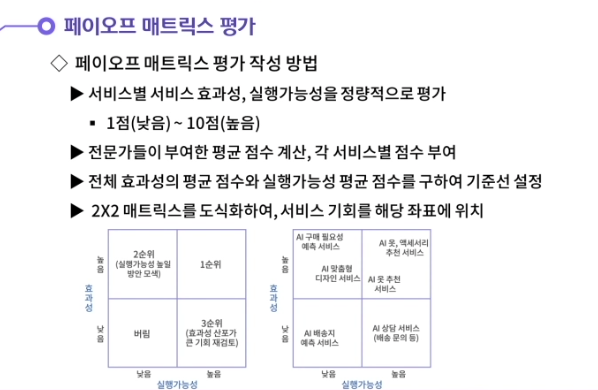 페이오프 매트릭스 평가
◇ 페이오프 매트릭스 평가 작성 방법
▶ 서비스별 서비스 효과성, 실행가능성을 정량적으로 평가
▪ 1점(낮음) ~ 10점(높음)
▶ 전문가들이 부여한 평균 점수 계산, 각 서비스별 점수 부여
▶ 전체 효과성의 평균 점수와 실행가능성 평균 점수를 구하여 기준선 설정
▶ 2X2 매트릭스를 도식화하여, 서비스 기회를 해당 좌표에 위치
효과성
높음
낮음
2순위
(실행가능성 높일
방안 모색)
1순위
버림
3순위
(효과성 산포가
큰 기회 재검토)
낮음
높음
실행가능성
효과성
높음
낮음
AI 구매 필요성
예측 서비스
AI 맞춤형
디자인 서비스
AI 옷, 액세서리
추천 서비스
AI 옷 추천
서비스
AI 배송지
예측 서비스
AI 상담 서비스
(배송 문의 등)
낮음
높음
실행가능성